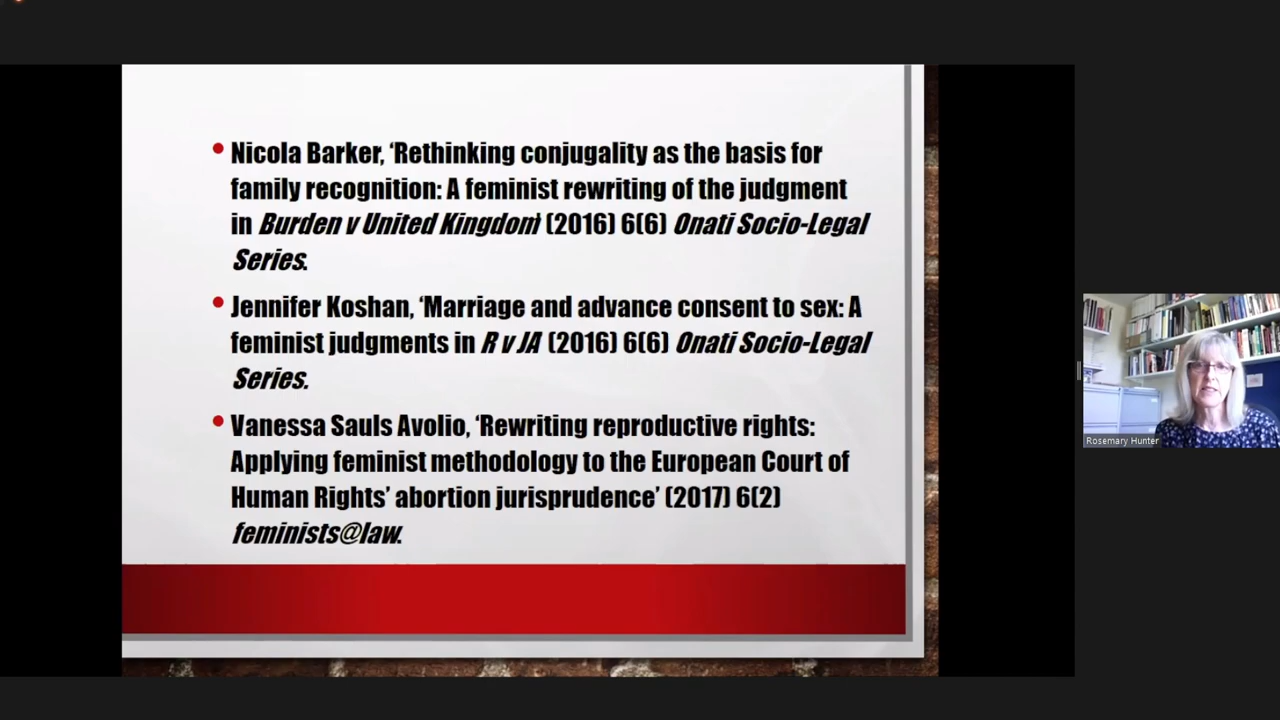 Nicola Barker, ‘Rethinking conjugality as the basis for
family recognition: A feminist rewriting of the judgment
in Burden v United Kingdom’ (2016) 6(6) Onati Socio-Legal
Series.
Jennifer Koshan, ‘Marriage and advance consent to sex: A
feminist judgments in R v JA (2016) 6(6) Onati Socio-Legal
Series.
Vanessa Sauls Avolio, ‘Rewriting reproductive rights:
Applying feminist methodology to the European Court of
Human Rights’ abortion jurisprudence’ (2017) 6(2)
feminists@law.
Rosemary Hunter